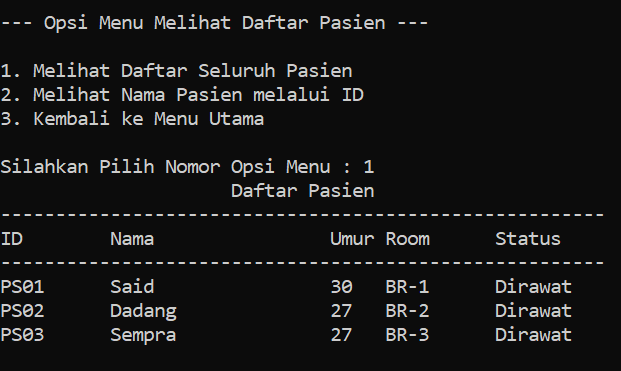 --- Opsi Menu Melihat Daftar Pasien ---
1. Melihat Daftar Seluruh Pasien
2. Melihat Nama Pasien melalui ID
3. Kembali ke Menu Utama
Silahkan Pilih Nomor Opsi Menu : 1
Daftar Pasien
-------------------------------------------------------
ID Nama Umur Room Status
-------------------------------------------------------
PS01 Said 30 BR-1 Dirawat
PS02 Dadang 27 BR-2 Dirawat
PS03 Sempra 27 BR-3 Dirawat